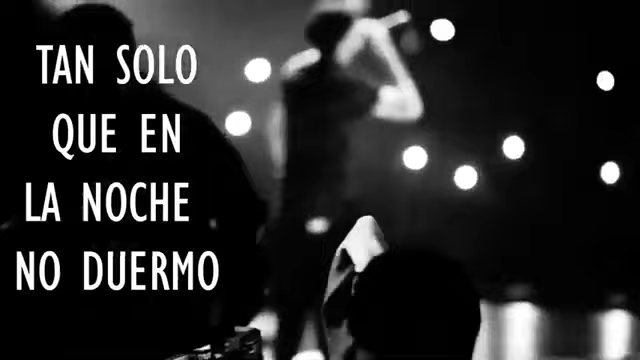 TAN SOLO
QUE EN
LA NOCHE
NO DUERMO